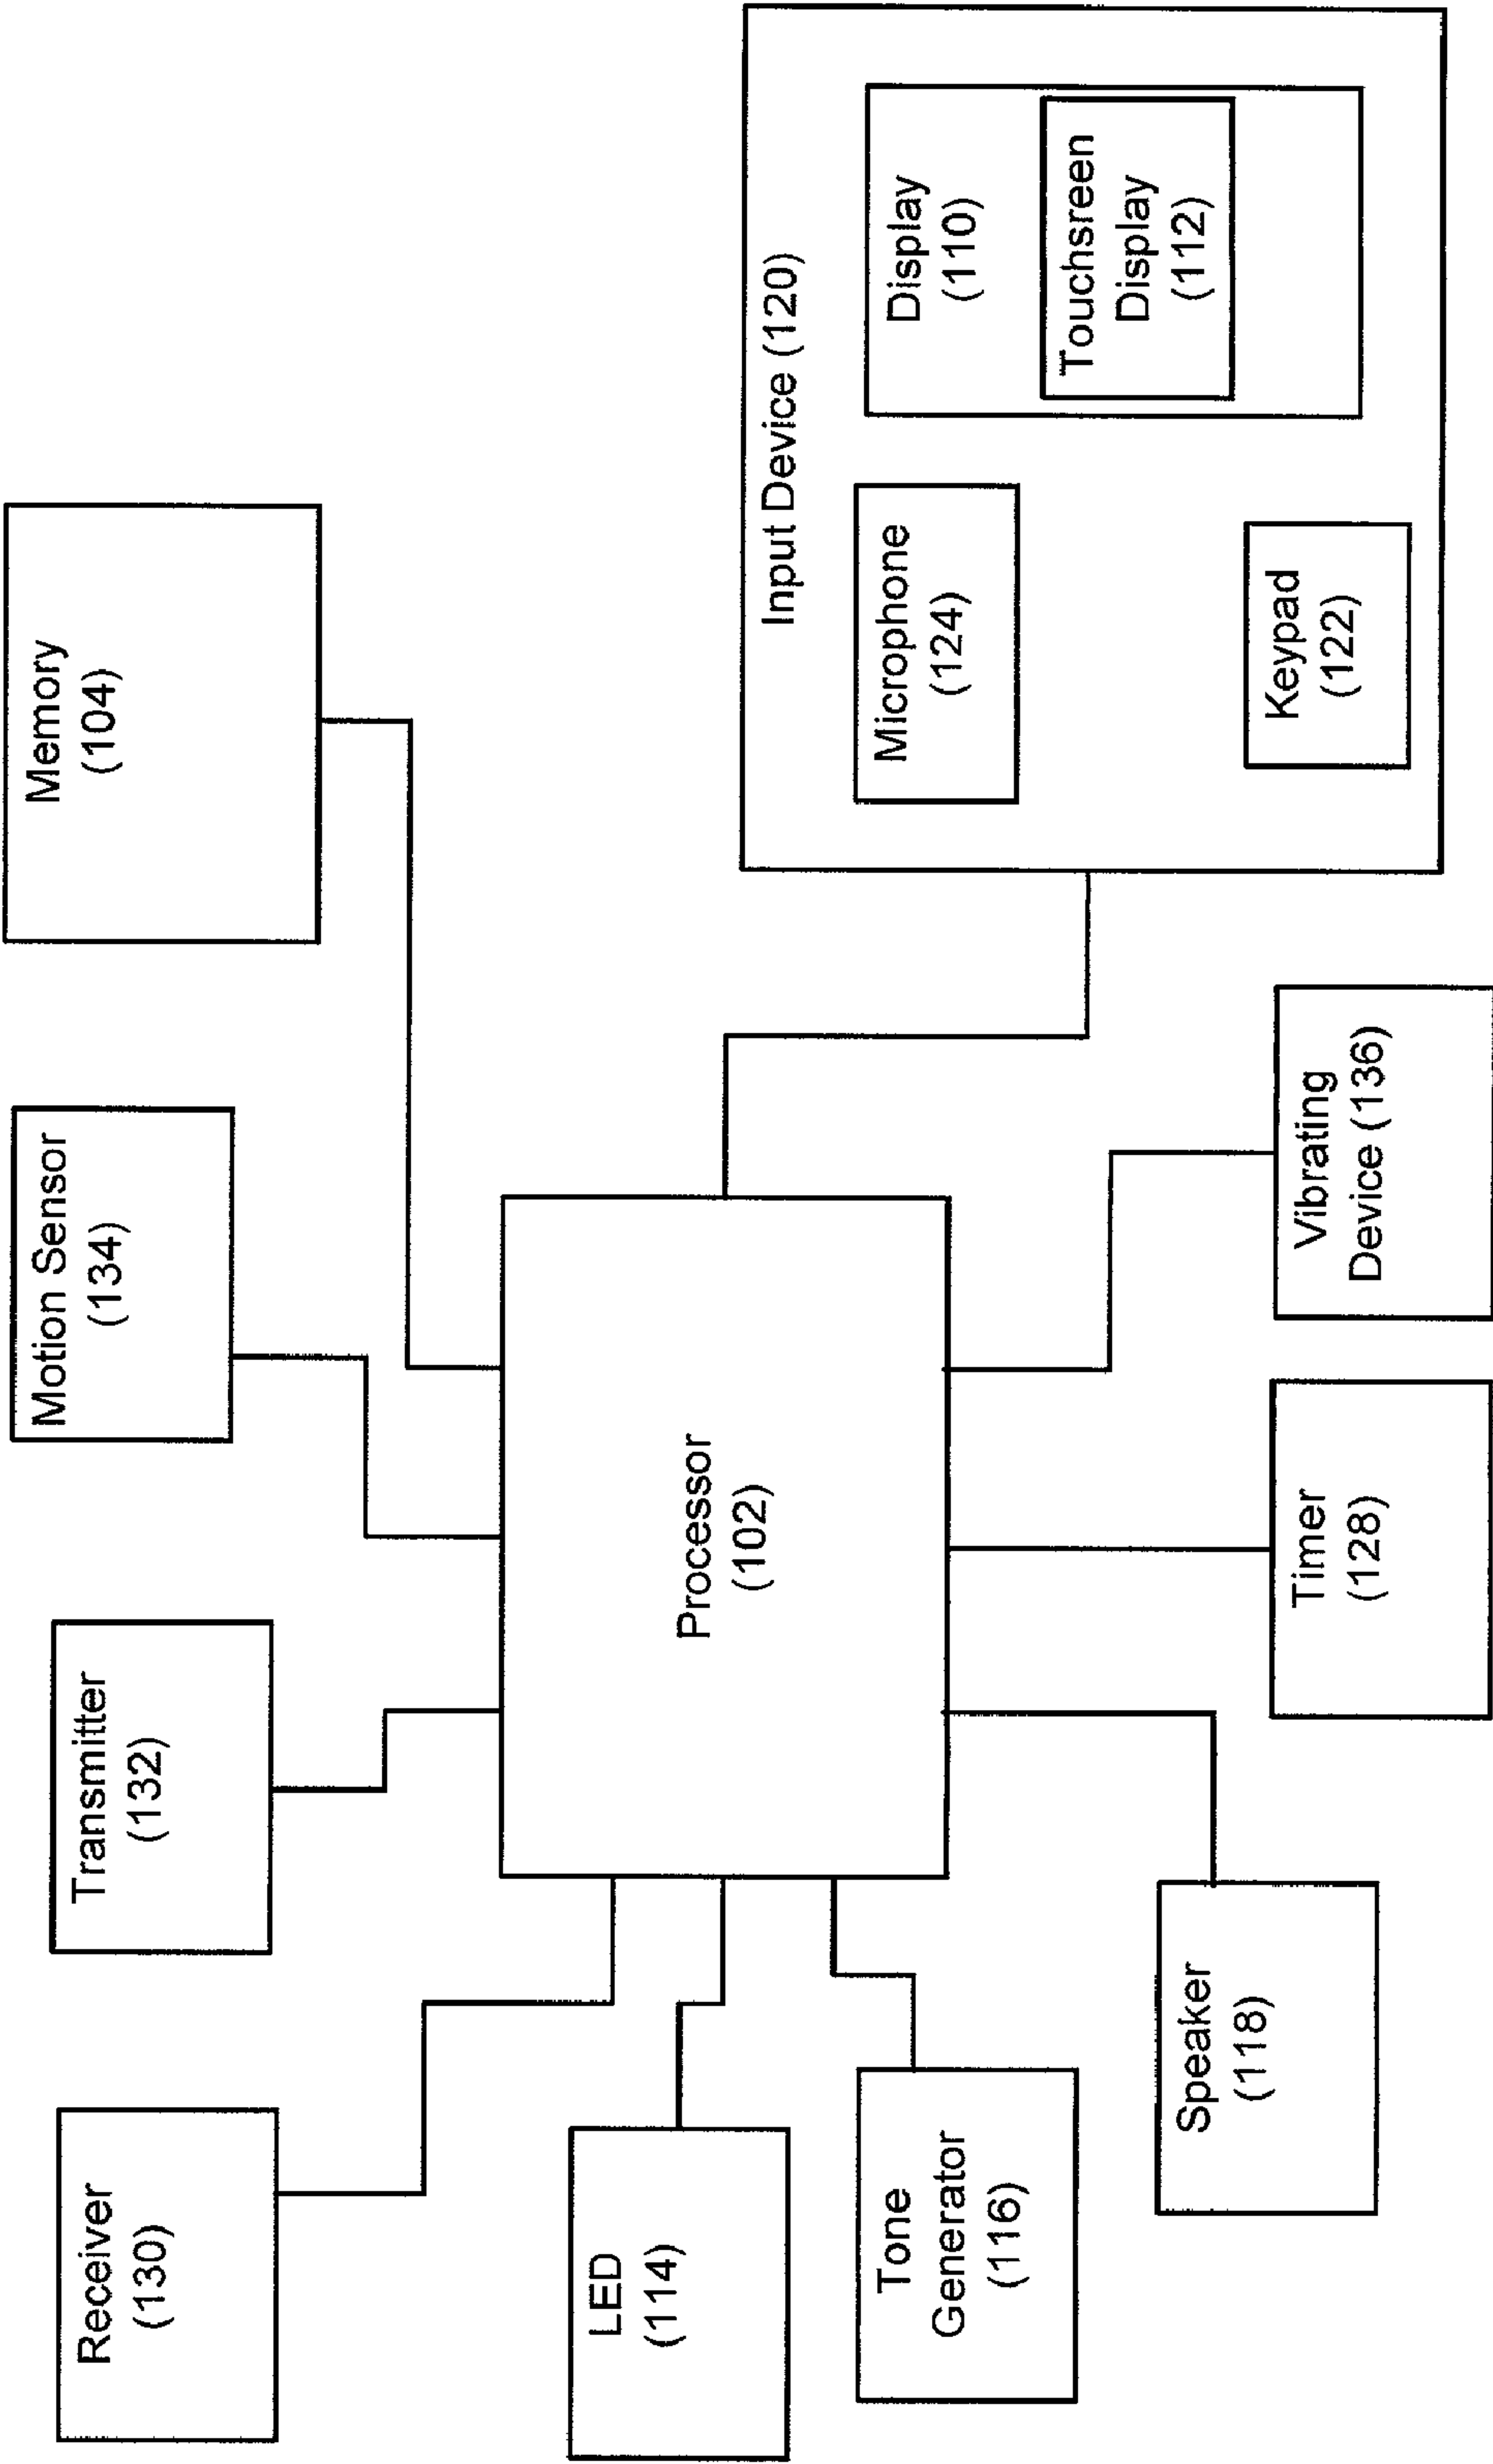 Receiver
(130)
Transmitter
(132)
Motion Sensor
(134)
Memory
(104)
LED
(114)
Processor
(102)
Tone
Generator
(116)
Speaker
(118)
Timer
(128)
Vibrating
Device (136)
Input Device (120)
Microphone
(124)
Keypad
(122)
Display
(110)
Touchsreen
Display
(112)